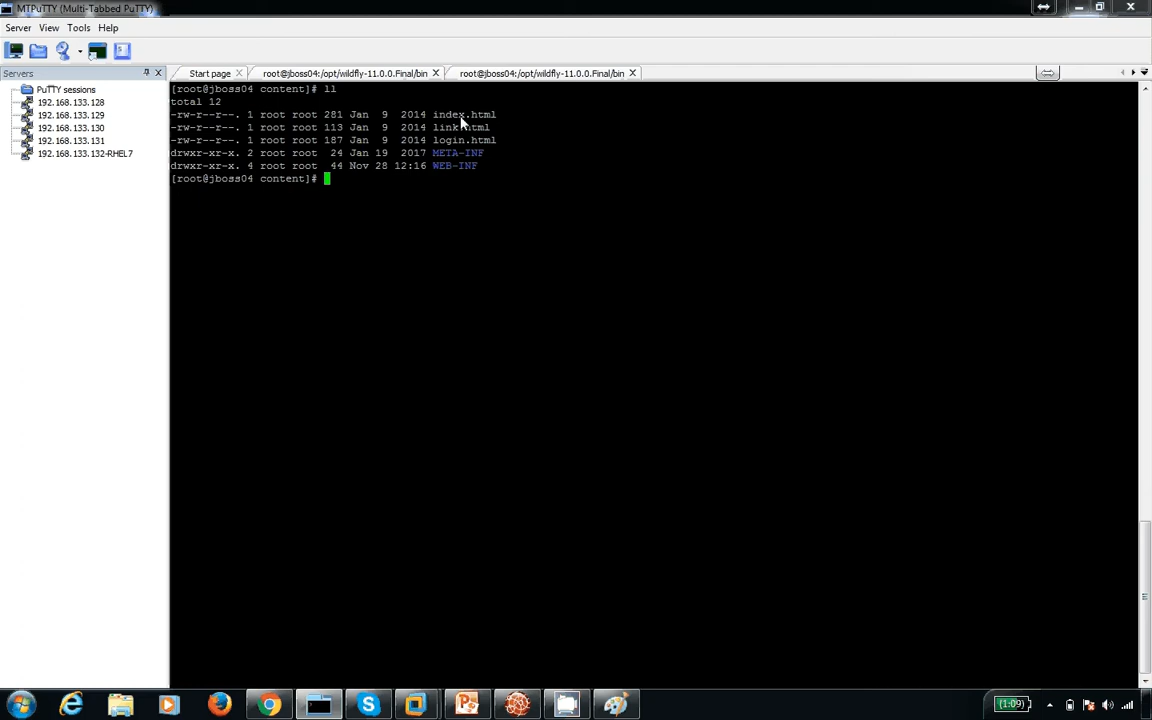 MTPuTTY (Multi-Tabbed PuTTY)
Server View Tools Help
Servers
Start page
root@jboss04:/opt/wildfly-11.0.0.Final/bin
root@jboss04:/opt/wildfly-11.0.0.Final/bin
PuTTY sessions
192.168.133.128
192.168.133.129
192.168.133.130
192.168.133.131
192.168.133.132-RHEL7
[root@jboss04 content]# ll
total 12
-rw-r--r--. 1 root root 281 Jan  9  2014 index.html
-rw-r--r--. 1 root root 113 Jan  9  2014 link.html
-rw-r--r--. 1 root root 187 Jan  9  2014 login.html
drwxr-xr-x. 2 root root  24 Jan 19  2017 META-INF
drwxr-xr-x. 4 root root  44 Nov 28 12:16 WEB-INF
[root@jboss04 content]#
(1:09)